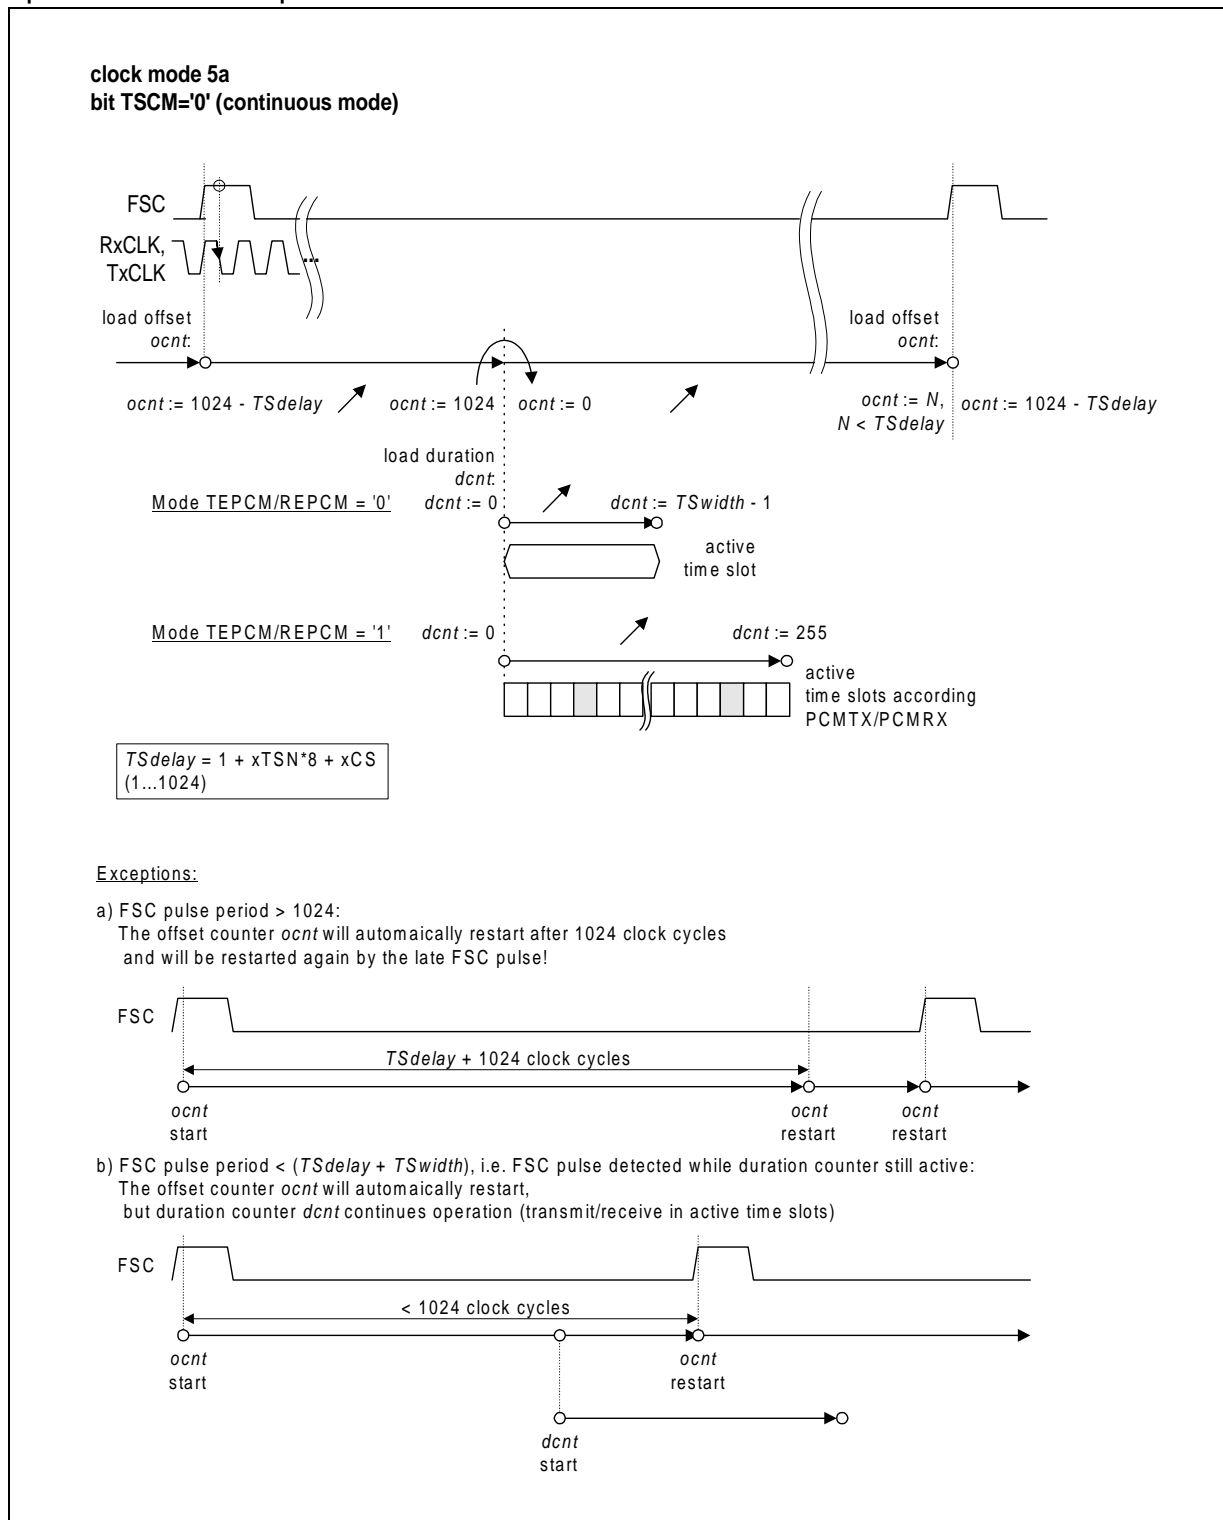 clock mode 5a
bit TSCM='0' (continuous mode)
FSC
RxCLK,
TxCLK
...
load offset
ocnt:
load offset
ocnt:
ocnt := 1024 - TSdelay
ocnt := 1024
ocnt := 0
ocnt := N,
N < TSdelay
ocnt := 1024 - TSdelay
load duration
dcnt:
Mode TEPCM/REPCM = '0'
dcnt := 0
dcnt := TSwidth - 1
active
time slot
Mode TEPCM/REPCM = '1'
dcnt := 0
dcnt := 255
active
time slots according
PCMTX/PCMRX
TSdelay = 1 + xTSN*8 + xCS
(1...1024)
Exceptions:
a) FSC pulse period > 1024:
The offset counter ocnt will automaically restart after 1024 clock cycles
and will be restarted again by the late FSC pulse!
FSC
TSdelay + 1024 clock cycles
ocnt
start
ocnt
restart
ocnt
restart
b) FSC pulse period < (TSdelay + TSwidth), i.e. FSC pulse detected while duration counter still active:
The offset counter ocnt will automaically restart,
but duration counter dcnt continues operation (transmit/receive in active time slots)
FSC
< 1024 clock cycles
ocnt
start
ocnt
restart
dcnt
start